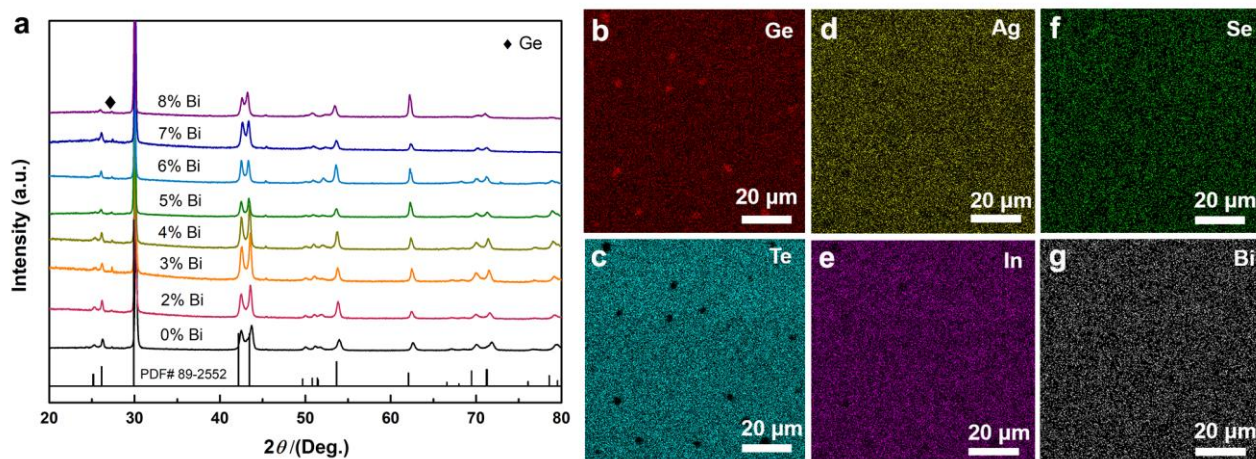 a
◆ Ge
8% Bi
7% Bi
6% Bi
5% Bi
4% Bi
3% Bi
2% Bi
0% Bi
PDF# 89-2552
Intensity (a.u.)
20 30 40 50 60 70 80
2θ/(Deg.)
b Ge
20 μm
d Ag
20 μm
f Se
20 μm
c Te
20 μm
e In
20 μm
g Bi
20 μm